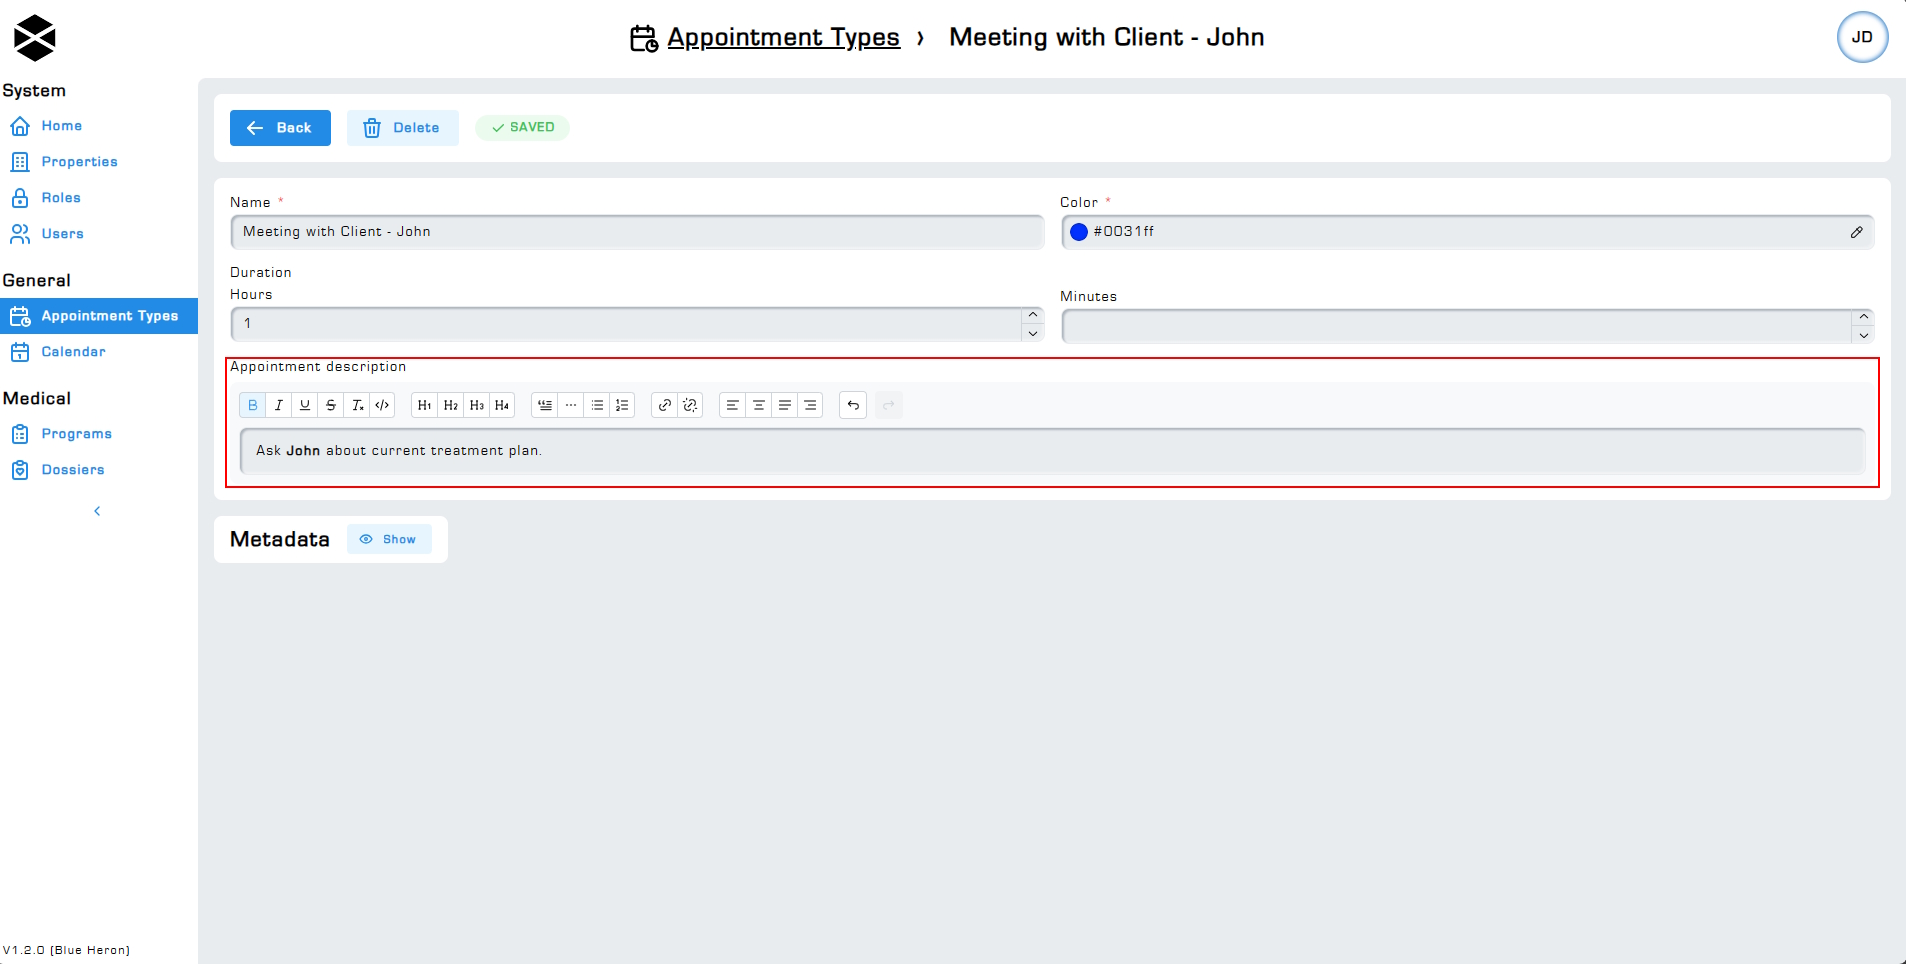 Appointment Types › Meeting with Client - John
JD
System
Home
Properties
Roles
Users
General
Appointment Types
Calendar
Medical
Programs
Dossiers
V1.2.0 (Blue Heron)
Back
Delete
SAVED
Name *
Meeting with Client - John
Color *
#0031ff
Duration
Hours
1
Minutes
Appointment description
B I U S Tx </> H1 H2 H3 H4
Ask John about current treatment plan.
Metadata
Show